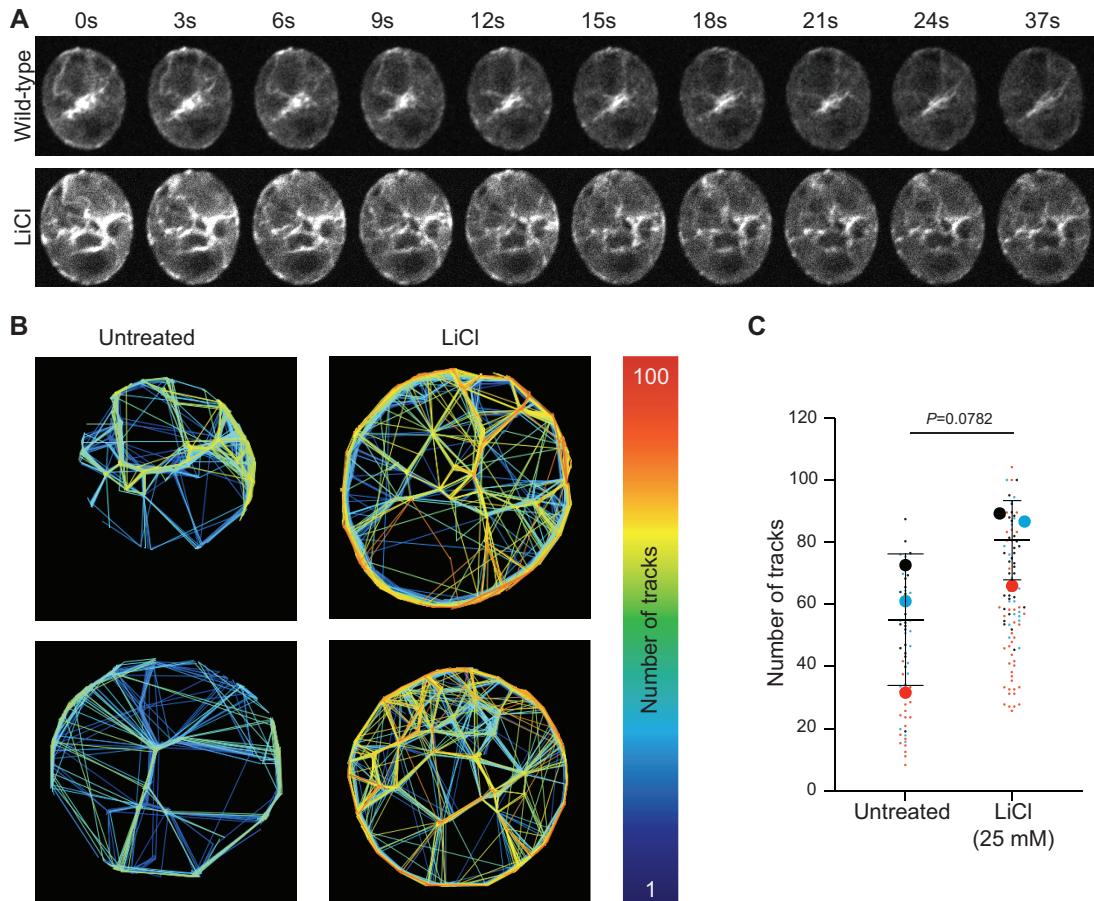 A
0s 3s 6s 9s 12s 15s 18s 21s 24s 37s
Wild-type
LiCl
B
Untreated LiCl
100
Number of tracks
1
C
P=0.0782
Number of tracks
120
100
80
60
40
20
0
Untreated LiCl
(25 mM)